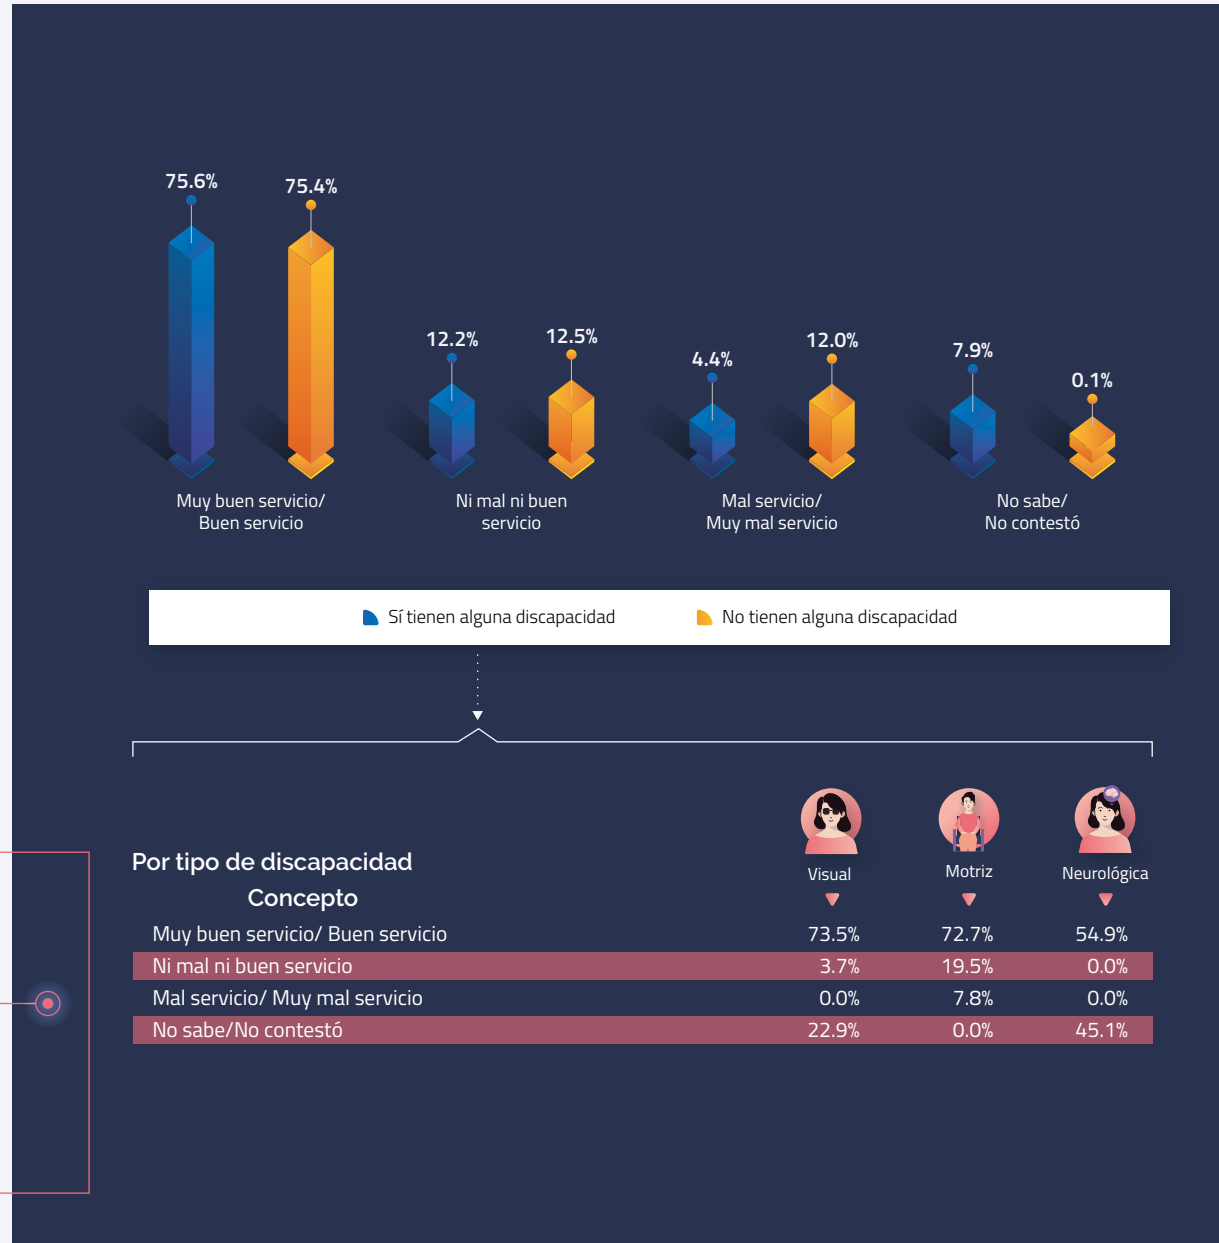 75.6%
75.4%
12.2%
12.5%
4.4%
12.0%
7.9%
0.1%
Muy buen servicio/
Buen servicio
Ni mal ni buen
servicio
Mal servicio/
Muy mal servicio
No sabe/
No contestó
Sí tienen alguna discapacidad
No tienen alguna discapacidad
Por tipo de discapacidad
Concepto
Visual
Motriz
Neurológica
Muy buen servicio/ Buen servicio 73.5% 72.7% 54.9%
Ni mal ni buen servicio 3.7% 19.5% 0.0%
Mal servicio/ Muy mal servicio 0.0% 7.8% 0.0%
No sabe/No contestó 22.9% 0.0% 45.1%